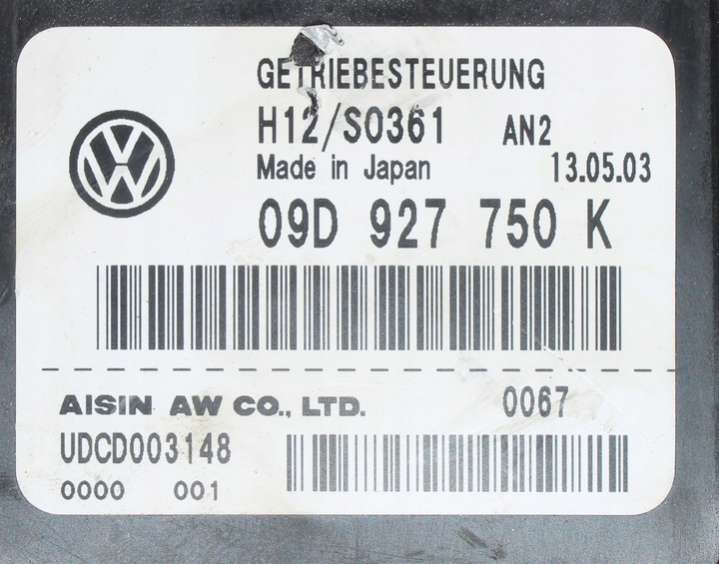 GETRIEBESTEUERUNG
H12/S0361 AN2
Made in Japan 13.05.03
09D 927 750 K
AISIN AW CO., LTD. 0067
UDCD003148
0000 001